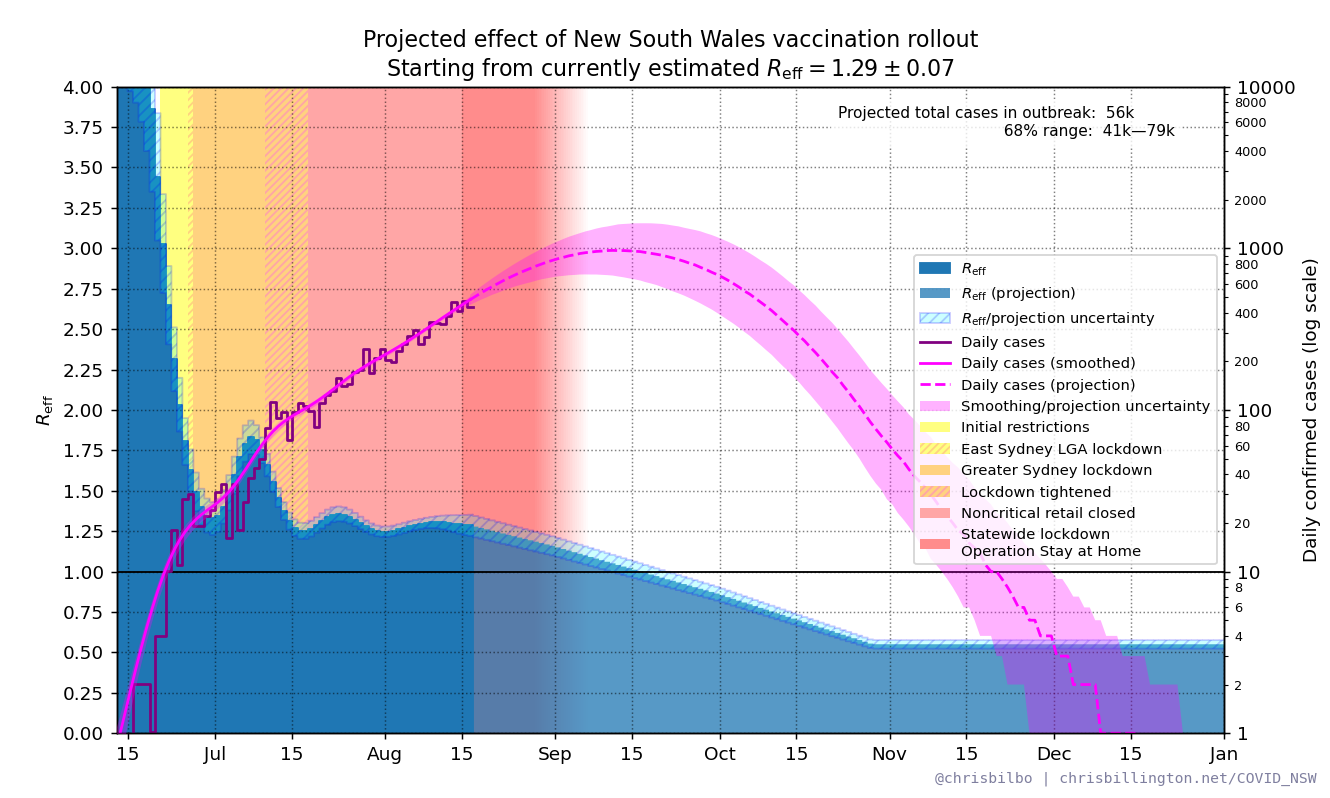 Projected effect of New South Wales vaccination rollout
Starting from currently estimated Reff = 1.29 ± 0.07
Projected total cases in outbreak: 56k
68% range: 41k—79k
4.00
3.75
3.50
3.25
3.00
2.75
2.50
2.25
2.00
1.75
1.50
1.25
1.00
0.75
0.50
0.25
0.00
Reff
10000
8000
6000
4000
2000
1000
800
600
400
200
100
80
60
40
20
10
8
6
4
2
1
Daily confirmed cases (log scale)
Reff
Reff (projection)
Reff/projection uncertainty
Daily cases
Daily cases (smoothed)
Daily cases (projection)
Smoothing/projection uncertainty
Initial restrictions
East Sydney LGA lockdown
Greater Sydney lockdown
Lockdown tightened
Noncritical retail closed
Statewide lockdown
Operation Stay at Home
15 Jul 15 Aug 15 Sep 15 Oct 15 Nov 15 Dec 15 Jan
@chrisbilbo | chrisbillington.net/COVID_NSW